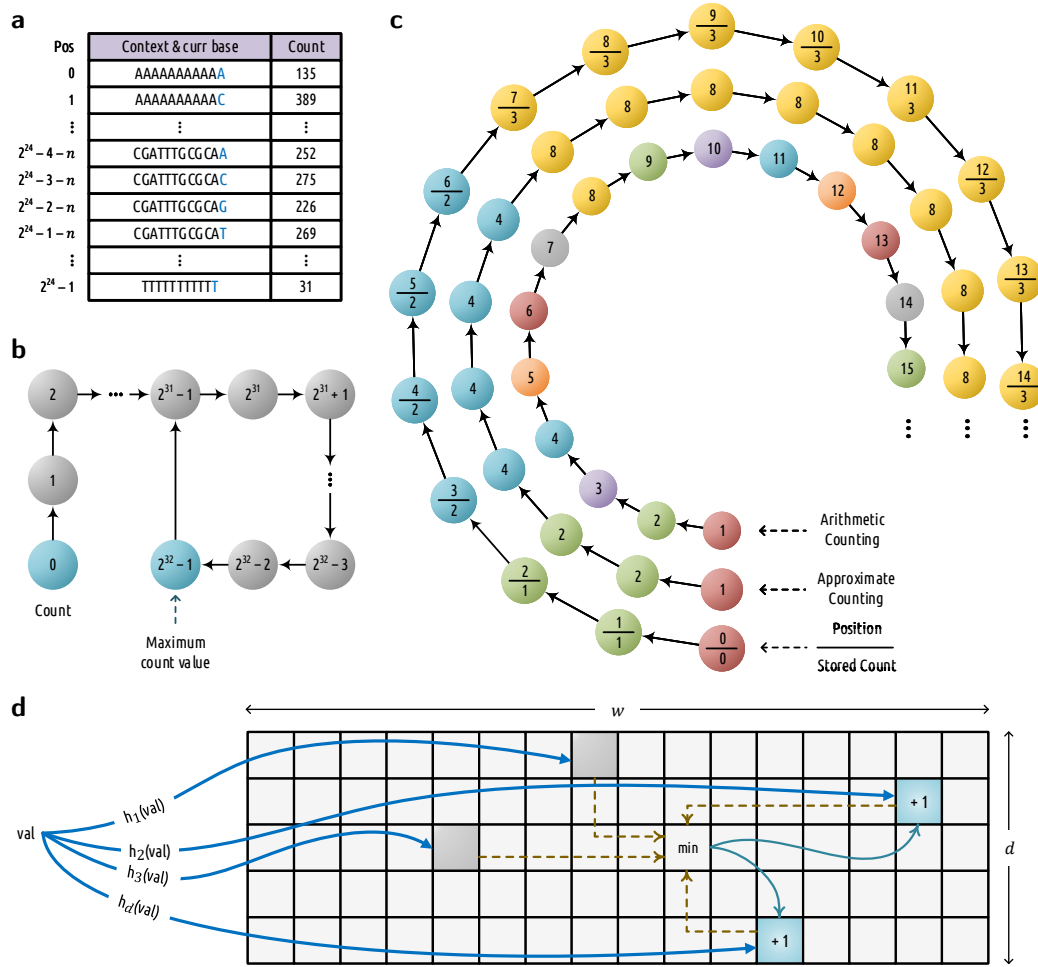 a
Pos Context & curr base Count
0 AAAAAAAAAAAA 135
1 AAAAAAAAAAAC 389
⋮ ⋮ ⋮
2²⁴ – 4 – n CGATTTGCGCAA 252
2²⁴ – 3 – n CGATTTGCGCAC 275
2²⁴ – 2 – n CGATTTGCGCAG 226
2²⁴ – 1 – n CGATTTGCGCAT 269
⋮ ⋮ ⋮
2²⁴ – 1 TTTTTTTTTTTT 31
b
2 ••• 2³¹ – 1 2³¹ 2³¹ + 1
1
0 2³² – 1 2³² – 2 2³² – 3
Count
Maximum
count value
c
1 2 3 4 5 6 7 8 9 10 11 12 13 14 15
Arithmetic
Counting
1 2 2 4 4 4 4 4 8 8 8 8 8 8 8 8
Approximate
Counting
0/0 1/1 2/1 3/2 4/2 5/2 6/2 7/3 8/3 9/3 10/3 11/3 12/3 13/3 14/3
Position
Stored Count
d
w
val
h₁(val)
h₂(val)
h₃(val)
h_d(val)
+ 1
min
+ 1
d